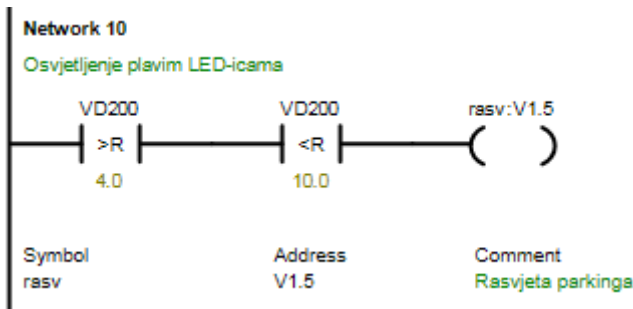 Network 10
Osvjetljenje plavim LED-icama
VD200 VD200 rasv:V1.5
>R <R
4.0 10.0
Symbol Address Comment
rasv V1.5 Rasvjeta parkinga